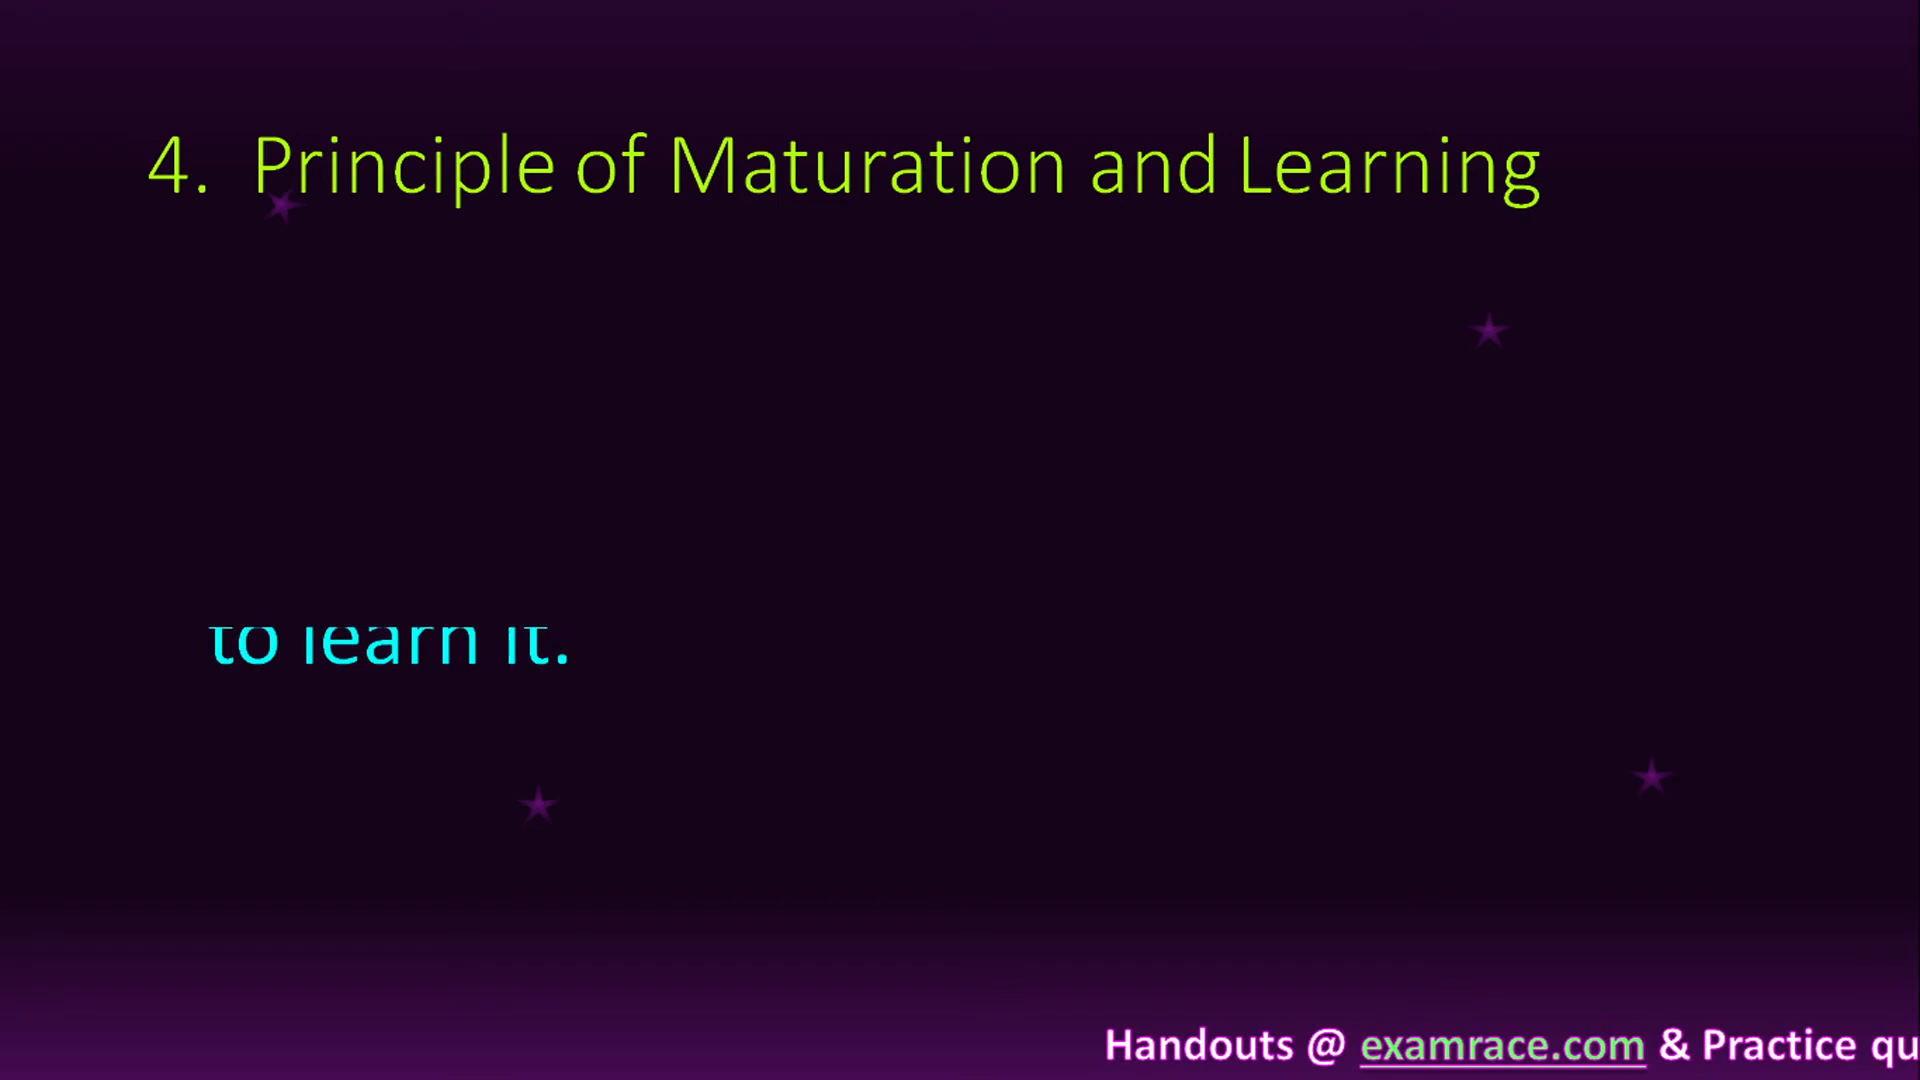 4. Principle of Maturation and Learning
to learn it.
Handouts @ examrace.com & Practice qu